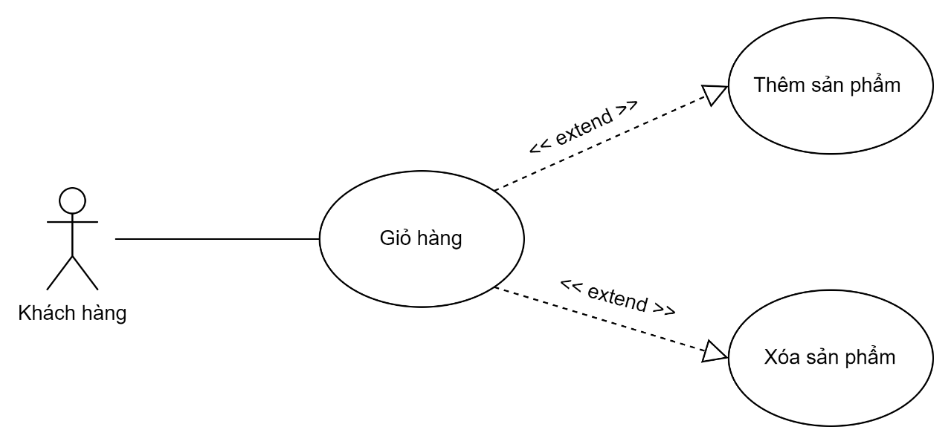 Thêm sản phẩm
<< extend >>
Giỏ hàng
<< extend >>
Khách hàng
Xóa sản phẩm